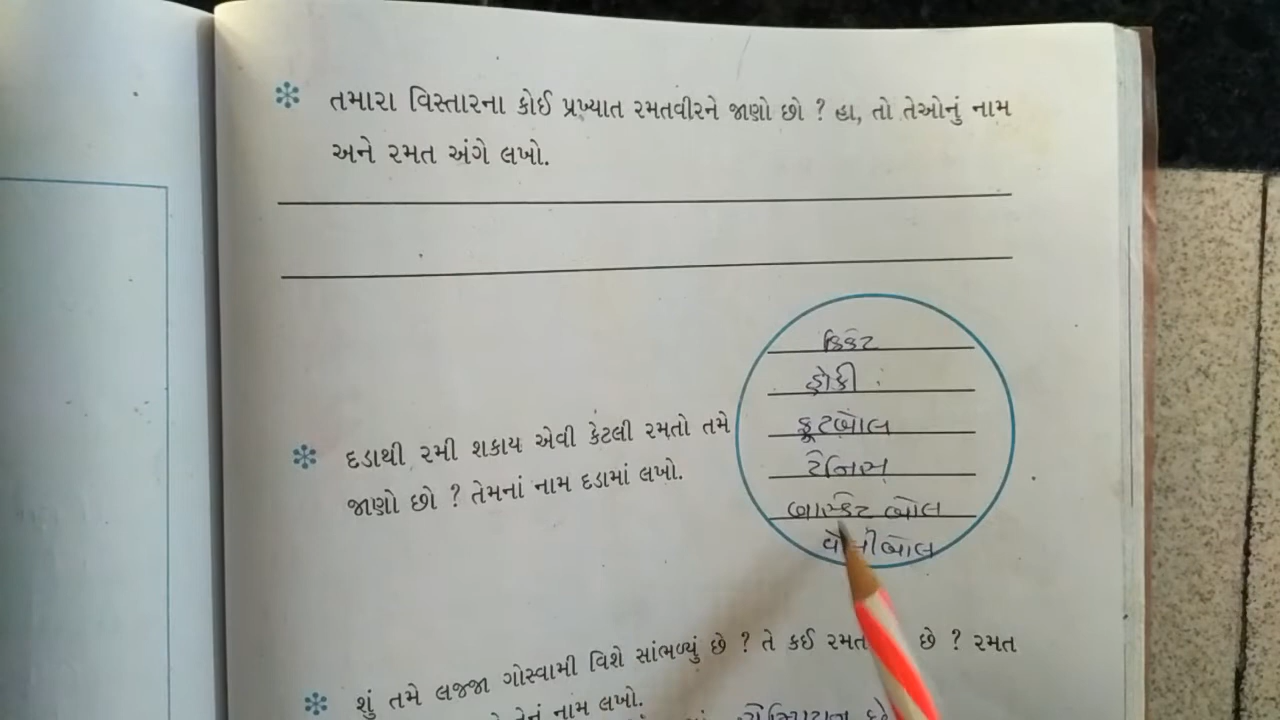 તમારા વિસ્તારના કોઈ પ્રખ્યાત રમતવીરને જાણો છો ? હા, તો તેઓનું નામ
અને રમત અંગે લખો.
ક્રિકેટ
હોકી
ફૂટબોલ
ટેનિસ
બાસ્કેટ બોલ
વોલીબોલ
દડાથી રમી શકાય એવી કેટલી રમતો તમે
જાણો છો ? તેમનાં નામ દડામાં લખો.
શું તમે લજ્જા ગોસ્વામી વિશે સાંભળ્યું છે ? તે કઈ રમત છે ? રમત
તેનું નામ લખો.